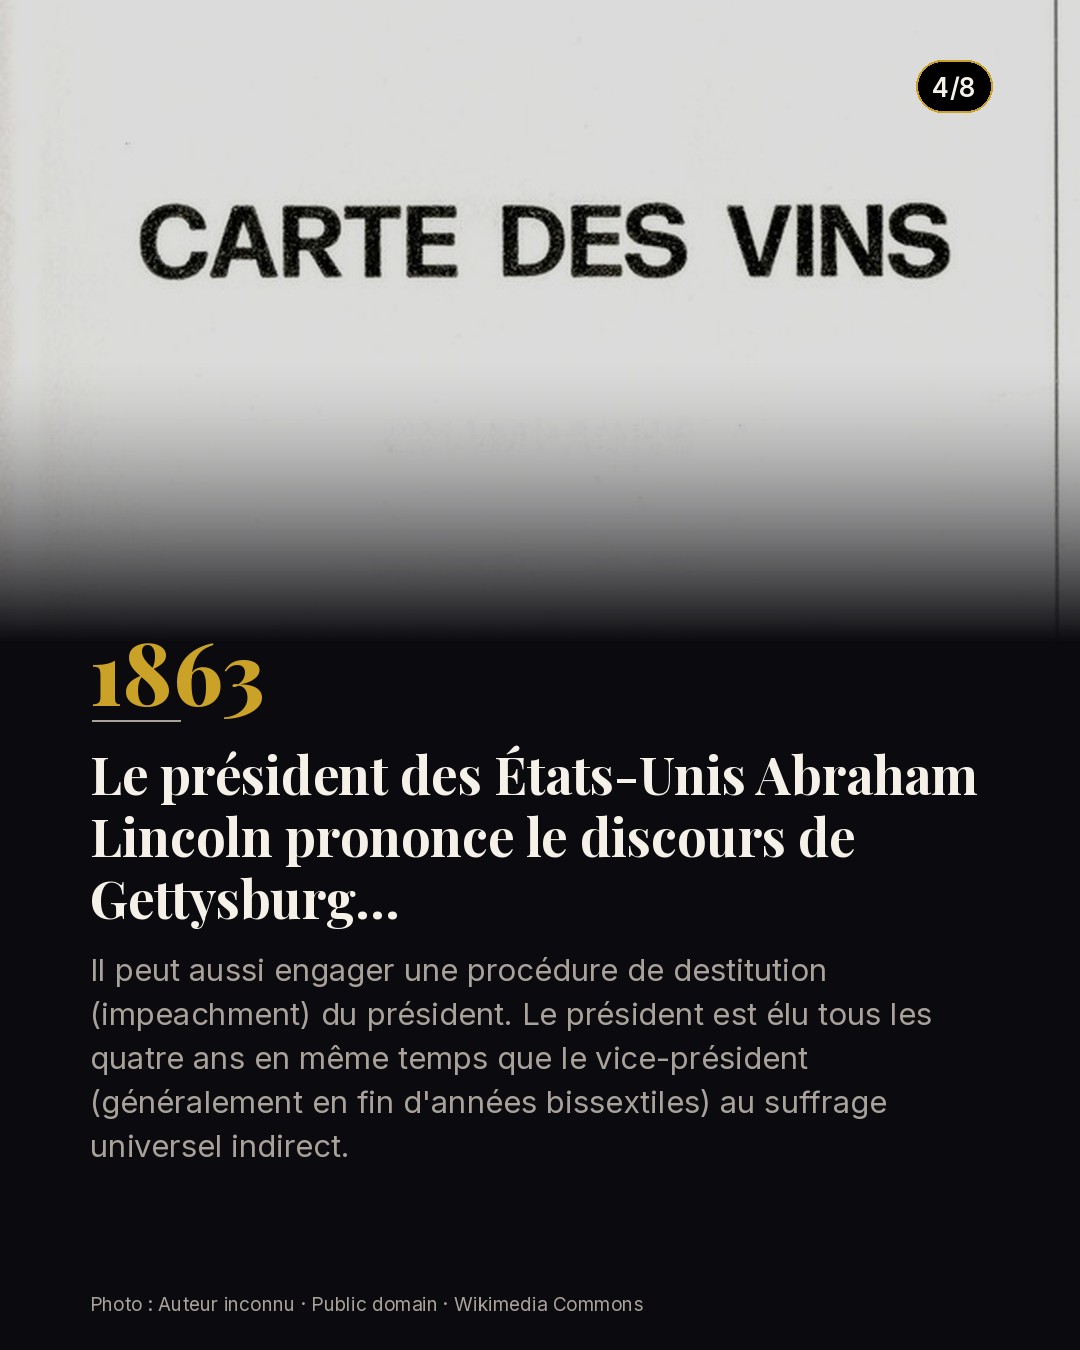 4/8
CARTE DES VINS
1863
Le président des États-Unis Abraham
Lincoln prononce le discours de
Gettysburg...
Il peut aussi engager une procédure de destitution
(impeachment) du président. Le président est élu tous les
quatre ans en même temps que le vice-président
(généralement en fin d'années bissextiles) au suffrage
universel indirect.
Photo : Auteur inconnu · Public domain · Wikimedia Commons